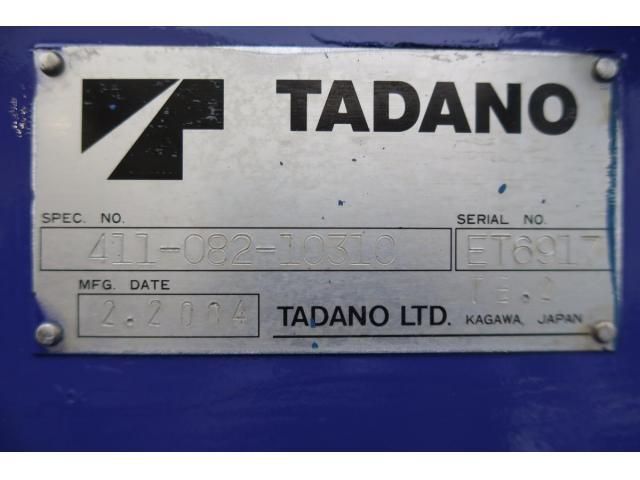 TADANO
SPEC. NO.
411-082-10310
SERIAL NO.
ET6917
MFG. DATE
2.2004
TADANO LTD.
KAGAWA, JAPAN